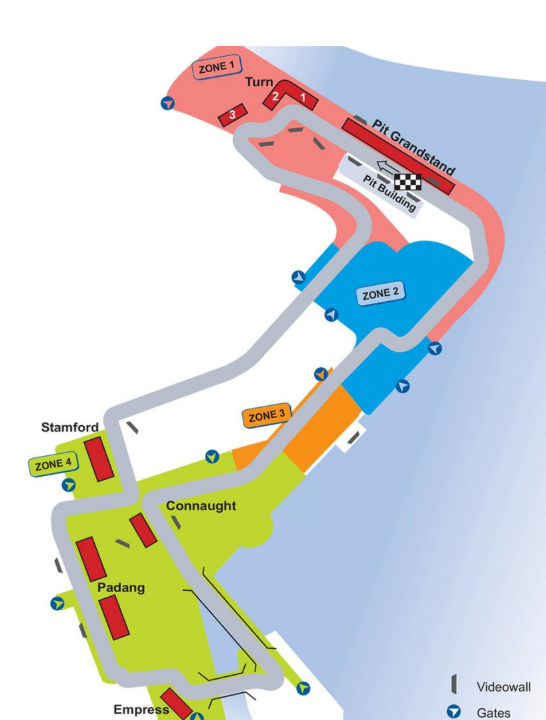 ZONE 1
Turn
2
1
3
Pit Grandstand
Pit Building
ZONE 2
ZONE 3
Stamford
ZONE 4
Connaught
Padang
Empress
Videowall
Gates